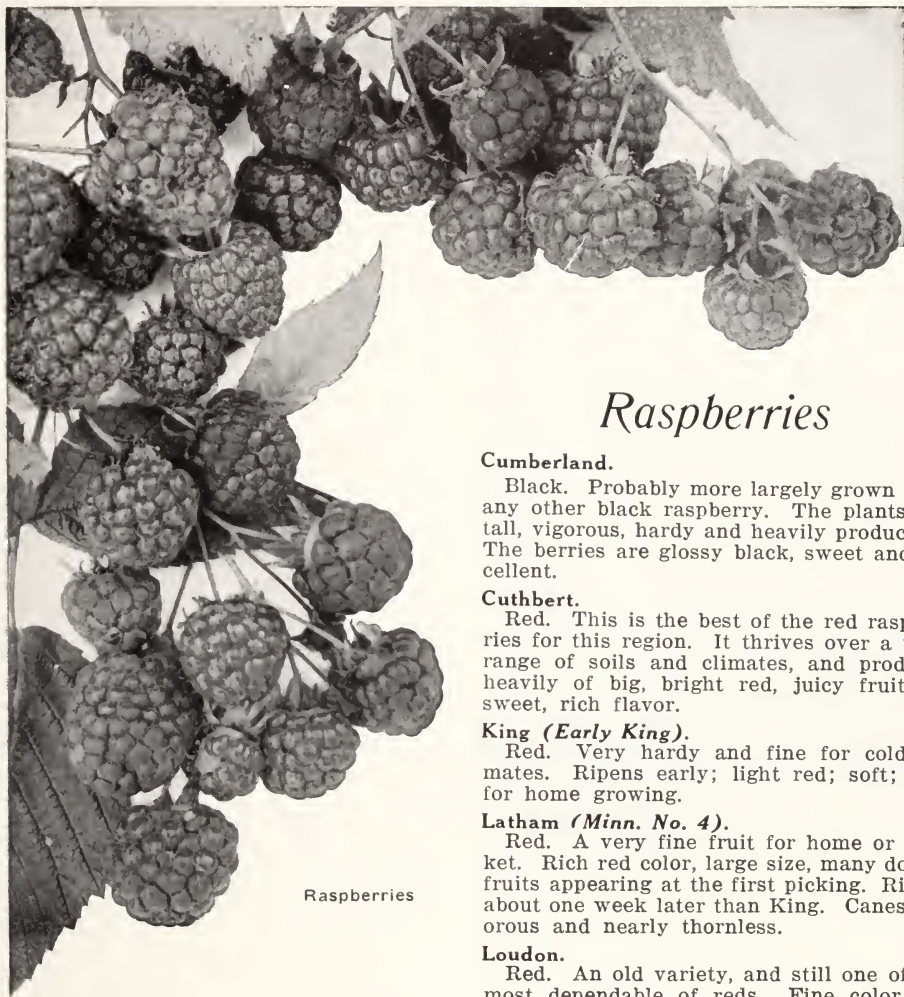 Raspberries
Cumberland.
Black. Probably more largely grown
any other black raspberry. The plants
tall, vigorous, hardy and heavily produc
The berries are glossy black, sweet and
cellent.
Cuthbert.
Red. This is the best of the red rasp
ries for this region. It thrives over a
range of soils and climates, and prod
heavily of big, bright red, juicy fruit
sweet, rich flavor.
King (Early King).
Red. Very hardy and fine for cold
mates. Ripens early; light red; soft;
for home growing.
Latham (Minn. No. 4).
Red. A very fine fruit for home or
ket. Rich red color, large size, many do
fruits appearing at the first picking. Ri
about one week later than King. Canes
orous and nearly thornless.
Loudon.
Red. An old variety, and still one of
most dependable of reds. Fine color
Raspberries